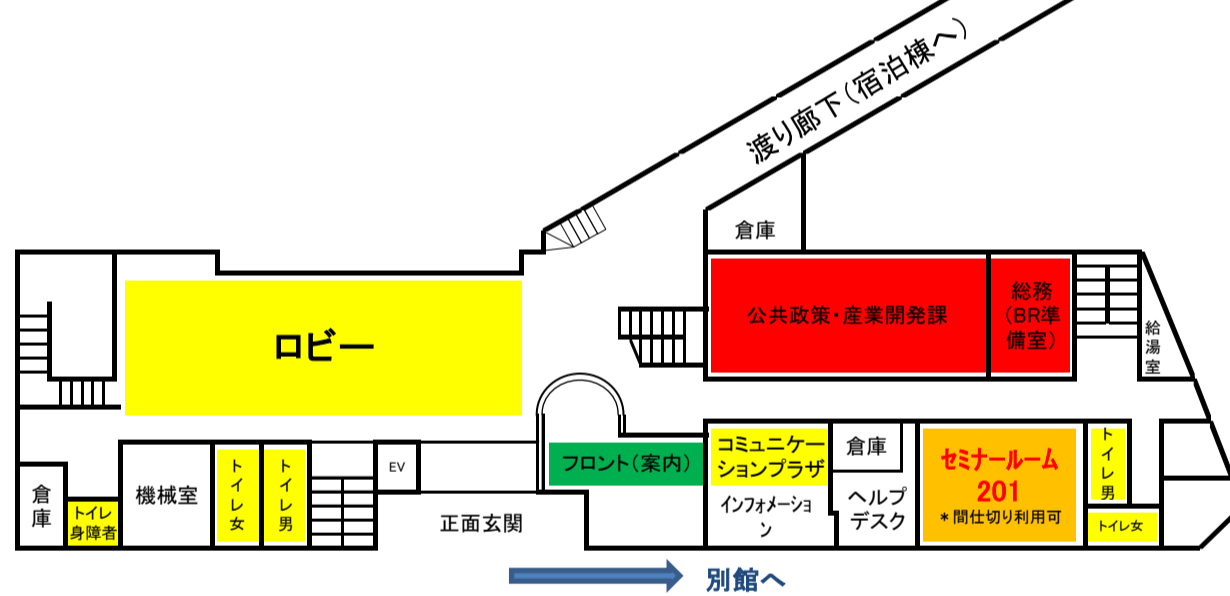 渡り廊下(宿泊棟へ)
倉庫
ロビー
公共政策・産業開発課
総務
(BR準
備室)
給湯室
コミュニケー
ションプラザ
倉庫
セミナールーム
201
*間仕切り利用可
トイレ男
フロント(案内)
EV
トイレ女
トイレ男
機械室
倉庫
トイレ
身障者
正面玄関
インフォメーショ
ン
ヘルプ
デスク
トイレ女
別館へ